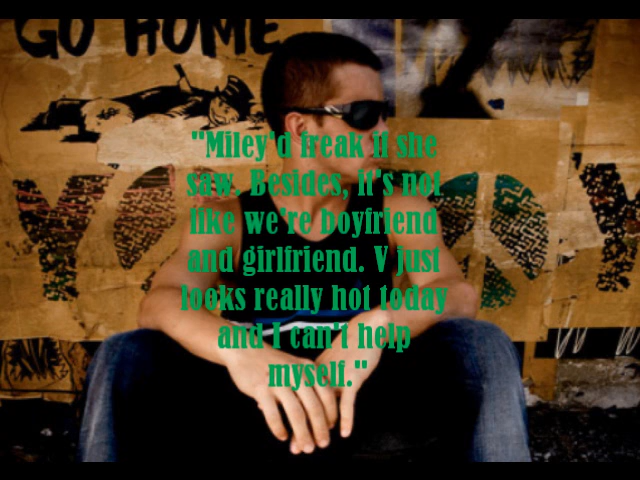 GO HOME
"Miley'd freak if she
saw. Besides, it's not
like we're boyfriend
and girlfriend. V just
looks really hot today
and I can't help
myself."